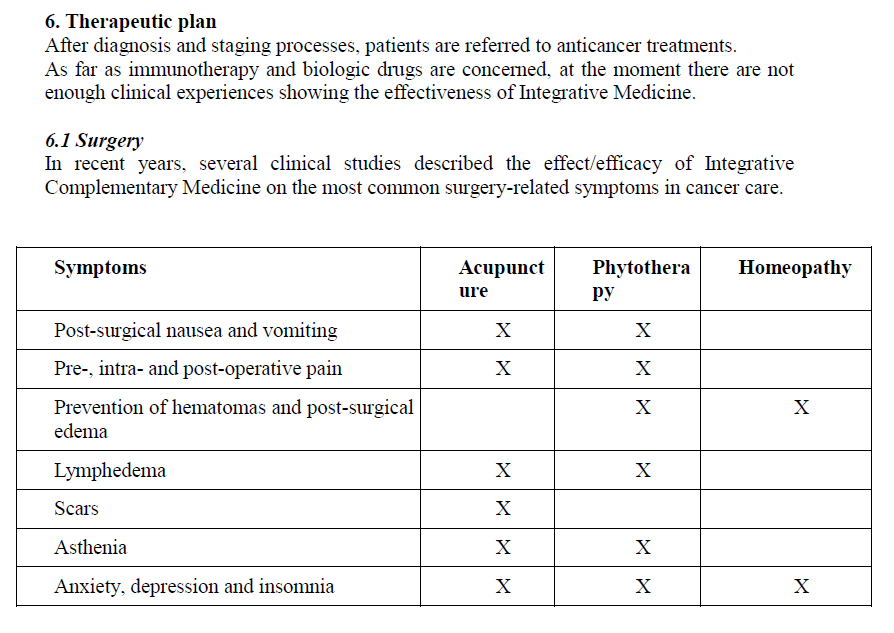 6. Therapeutic plan
After diagnosis and staging processes, patients are referred to anticancer treatments.
As far as immunotherapy and biologic drugs are concerned, at the moment there are not
enough clinical experiences showing the effectiveness of Integrative Medicine.
6.1 Surgery
In recent years, several clinical studies described the effect/efficacy of Integrative
Complementary Medicine on the most common surgery-related symptoms in cancer care.
Symptoms Acupunct Phytothera Homeopathy
ure py
Post-surgical nausea and vomiting X X
Pre-, intra- and post-operative pain X X
Prevention of hematomas and post-surgical X X
edema
Lymphedema X X
Scars X
Asthenia X X
Anxiety, depression and insomnia X X X